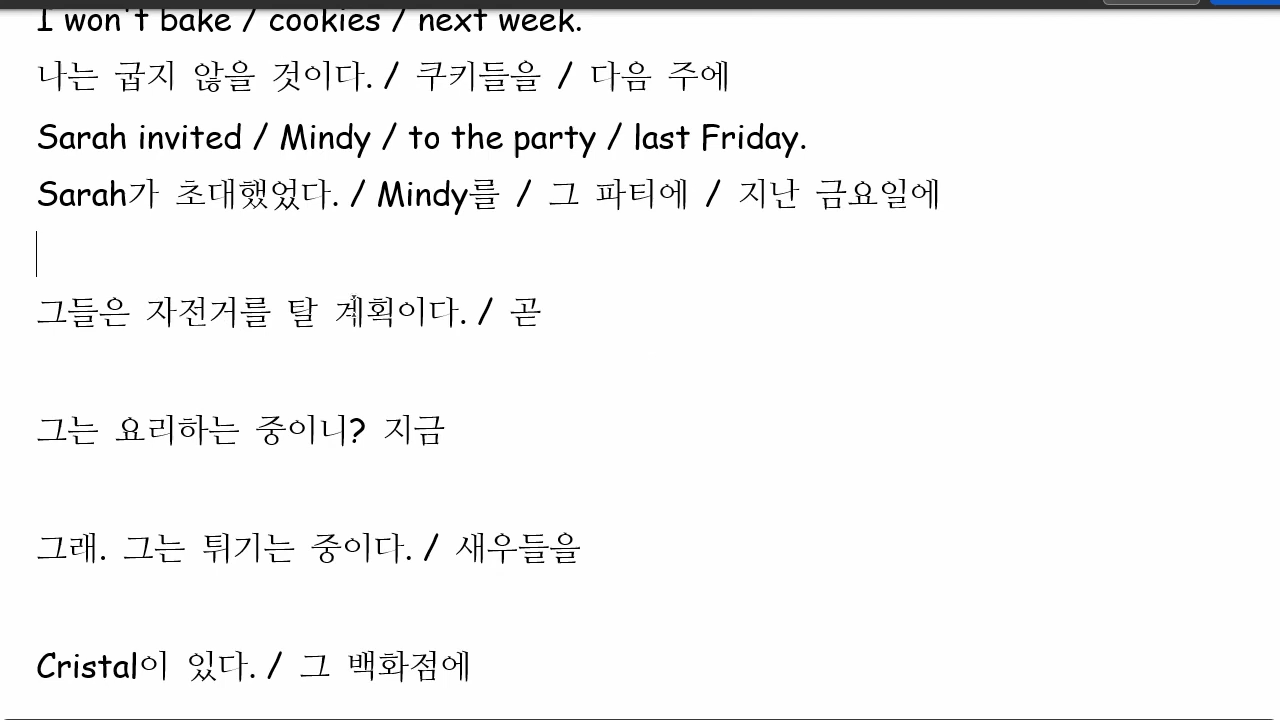 I won't bake / cookies / next week.
나는 굽지 않을 것이다. / 쿠키들을 / 다음 주에
Sarah invited / Mindy / to the party / last Friday.
Sarah가 초대했었다. / Mindy를 / 그 파티에 / 지난 금요일에
그들은 자전거를 탈 계획이다. / 곧
그는 요리하는 중이니? 지금
그래. 그는 튀기는 중이다. / 새우들을
Cristal이 있다. / 그 백화점에